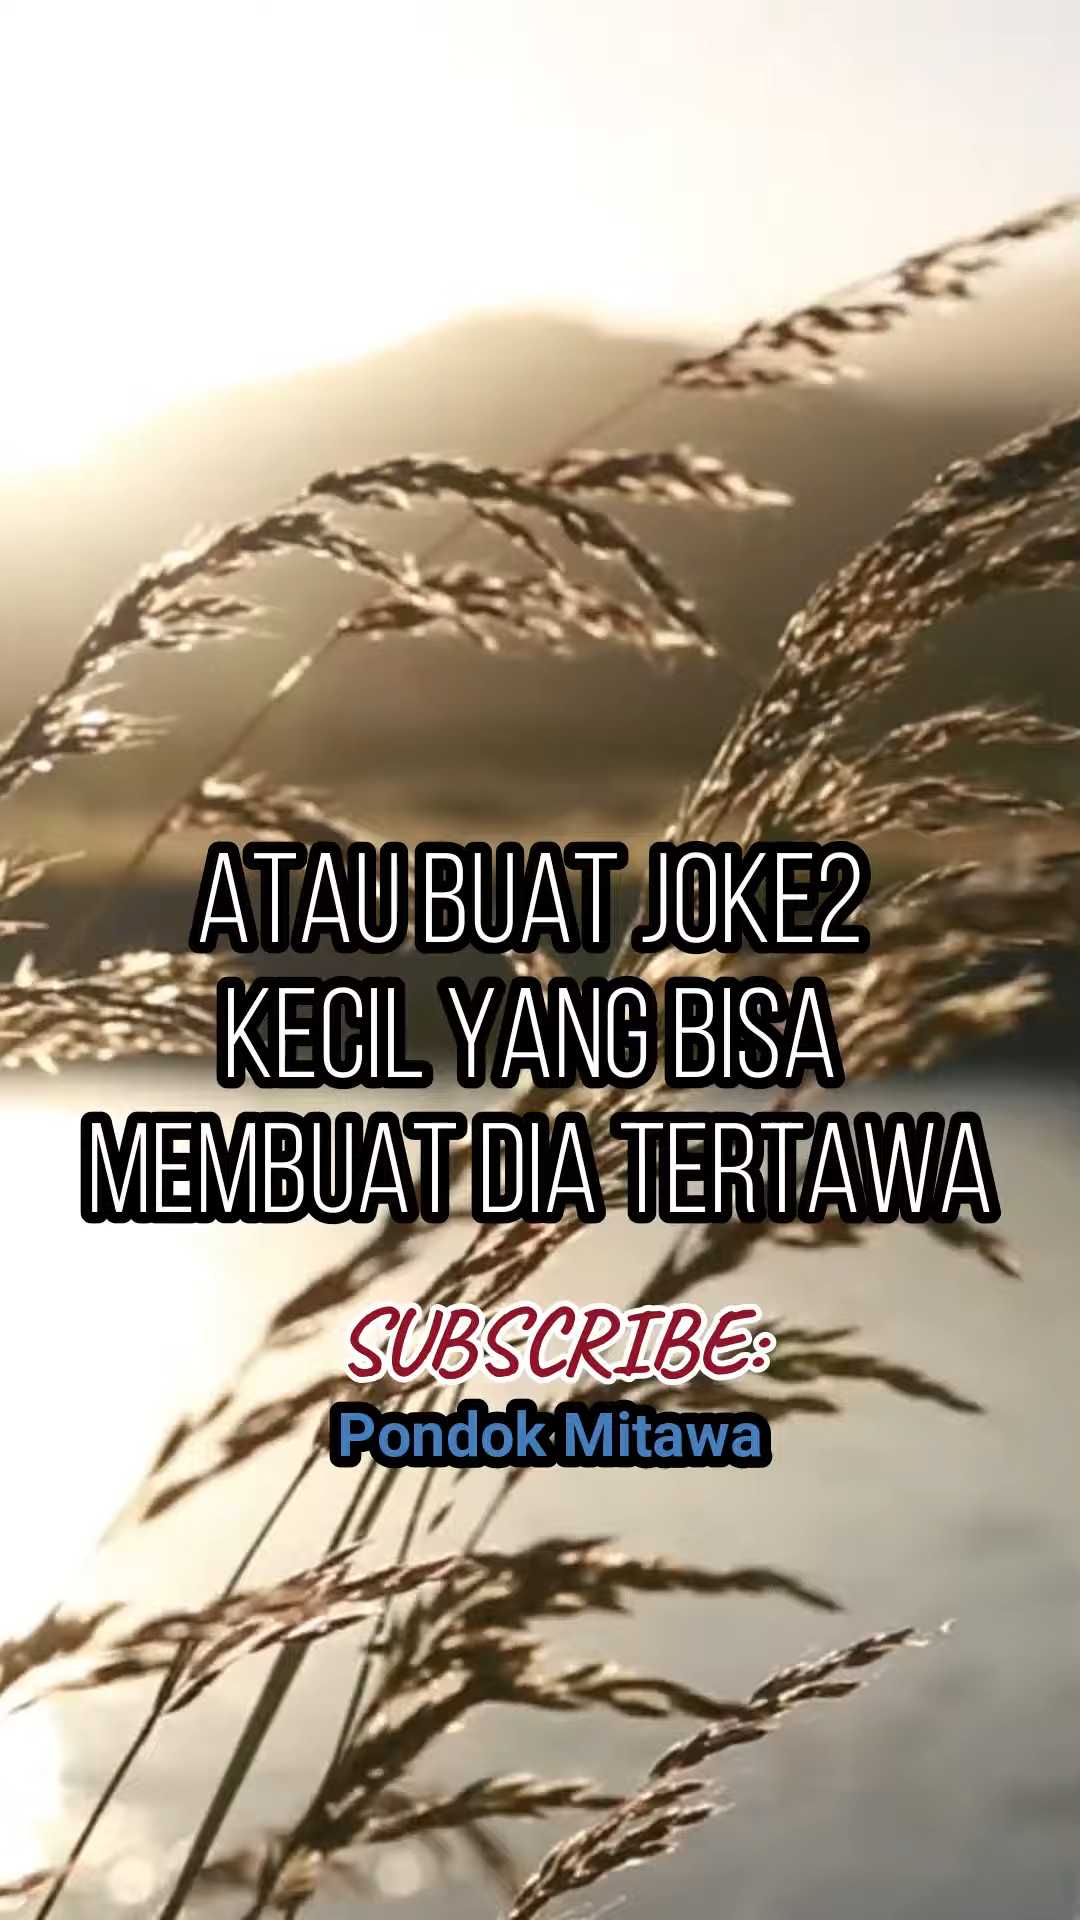 ATAU BUAT JOKE2
KECIL YANG BISA
MEMBUAT DIA TERTAWA
SUBSCRIBE:
Pondok Mitawa